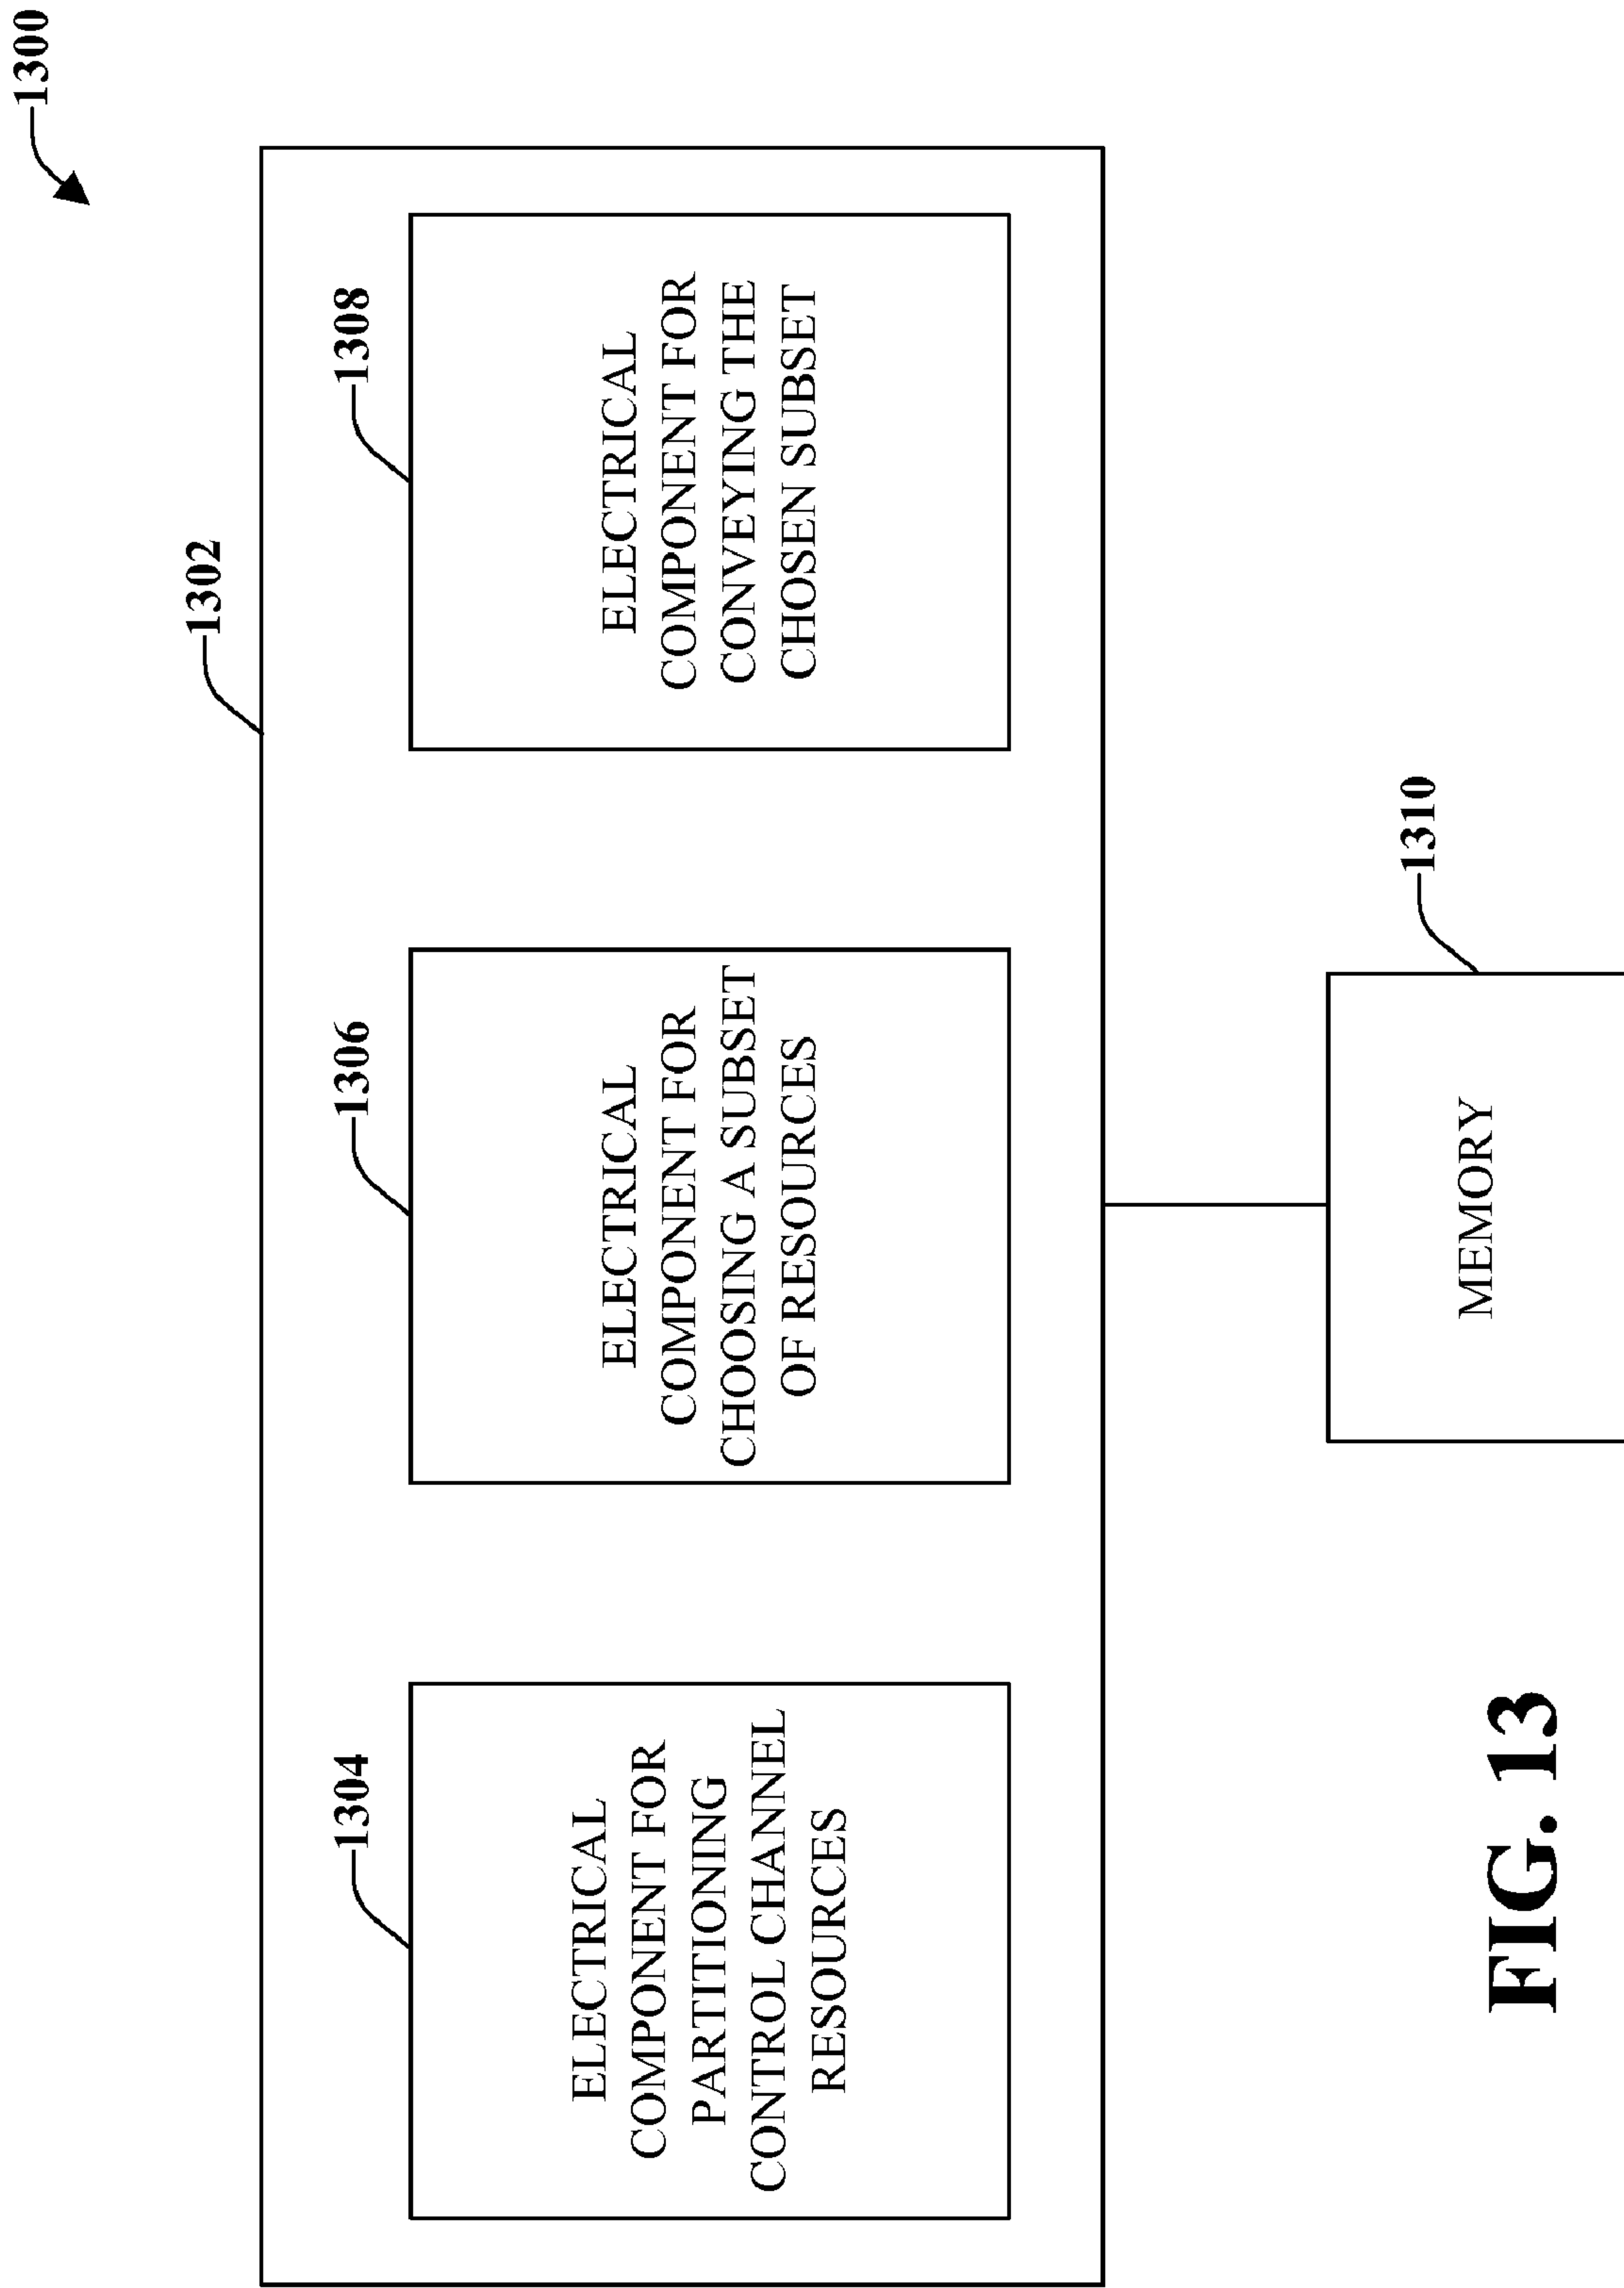 1300
1302
1304
ELECTRICAL
COMPONENT FOR
PARTITIONING
CONTROL CHANNEL
RESOURCES
1306
ELECTRICAL
COMPONENT FOR
CHOOSING A SUBSET
OF RESOURCES
1308
ELECTRICAL
COMPONENT FOR
CONVEYING THE
CHOSEN SUBSET
1310
MEMORY
FIG. 13